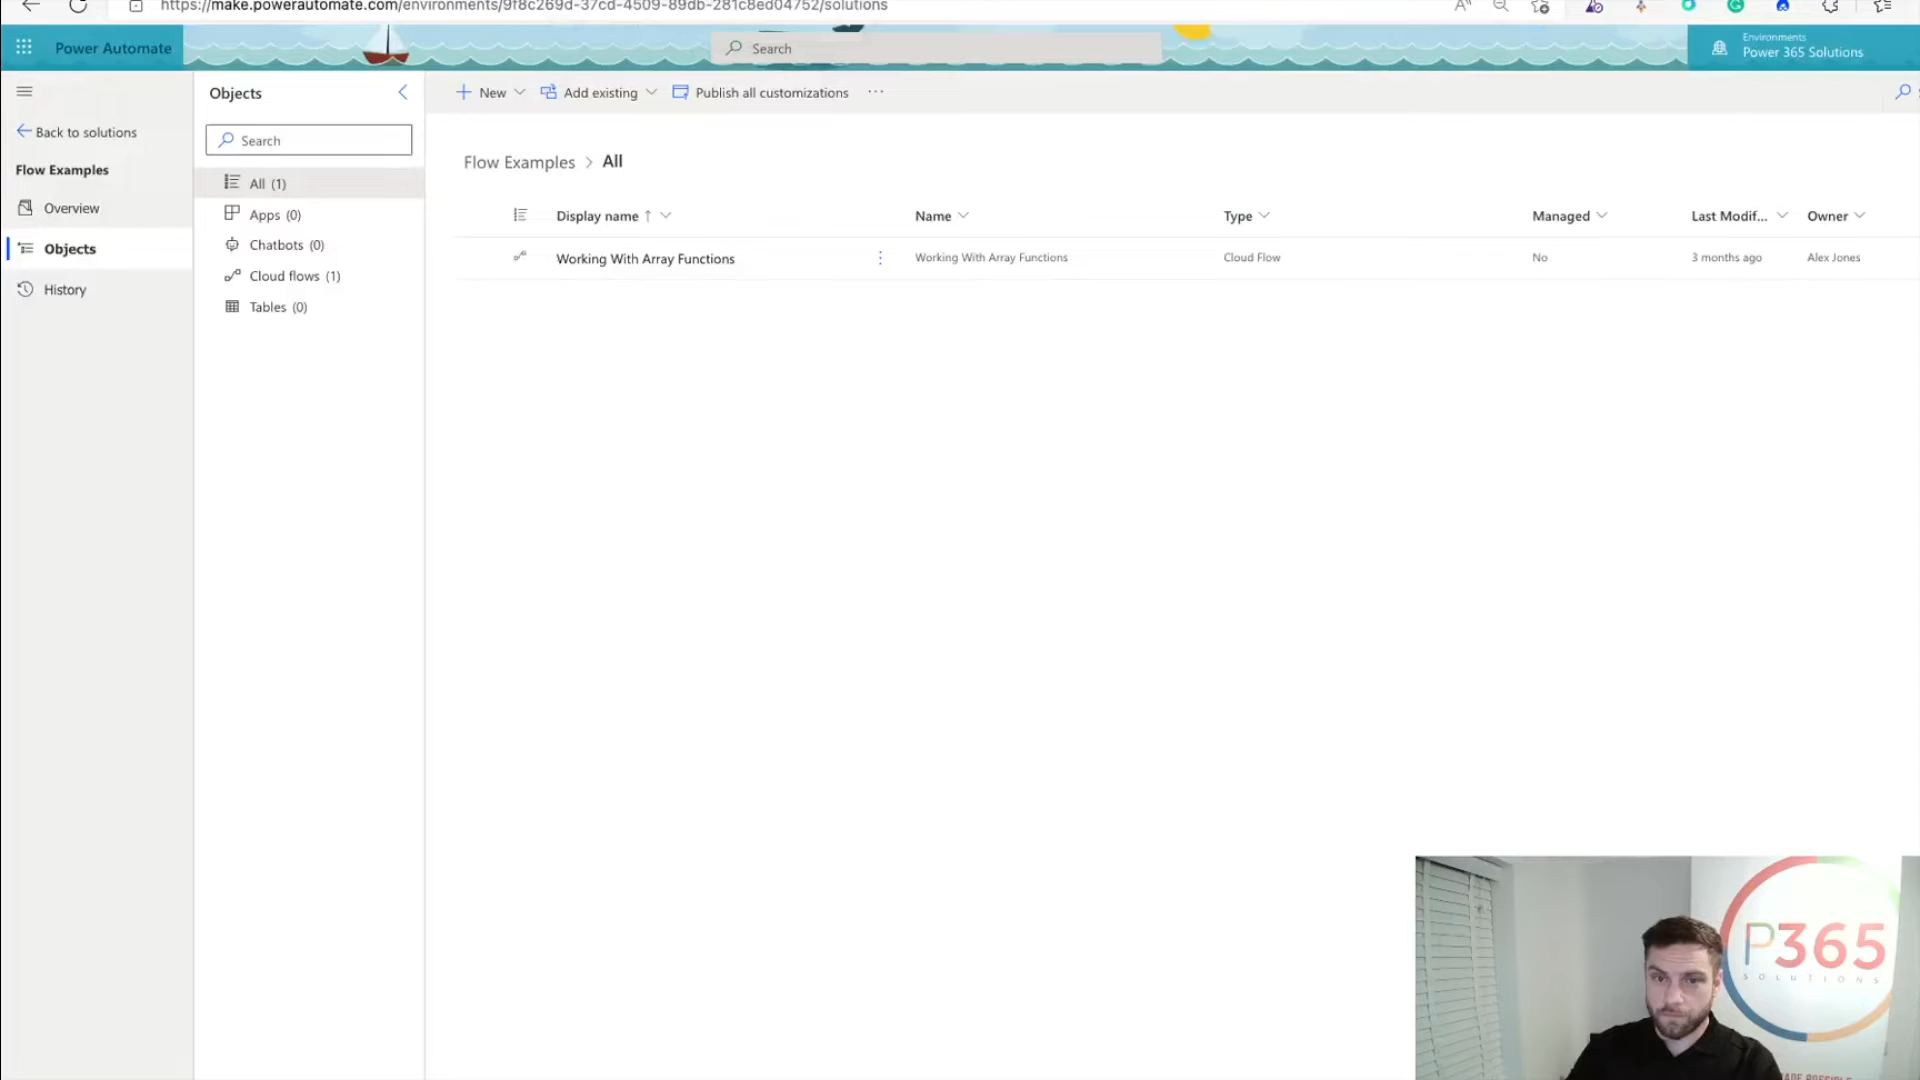 https://make.powerautomate.com/environments/9f8c269d-37cd-4509-89db-281c8ed04752/solutions
Power Automate
Search
Environments
Power 365 Solutions
Objects
New
Add existing
Publish all customizations
Back to solutions
Search
Flow Examples
Flow Examples > All
All (1)
Overview
Apps (0)
Display name ↑
Name
Type
Managed
Last Modif...
Owner
Objects
Chatbots (0)
Working With Array Functions
Working With Array Functions
Cloud Flow
No
3 months ago
Alex Jones
Cloud flows (1)
History
Tables (0)
P365
SOLUTIONS
MADE POSSIBLE